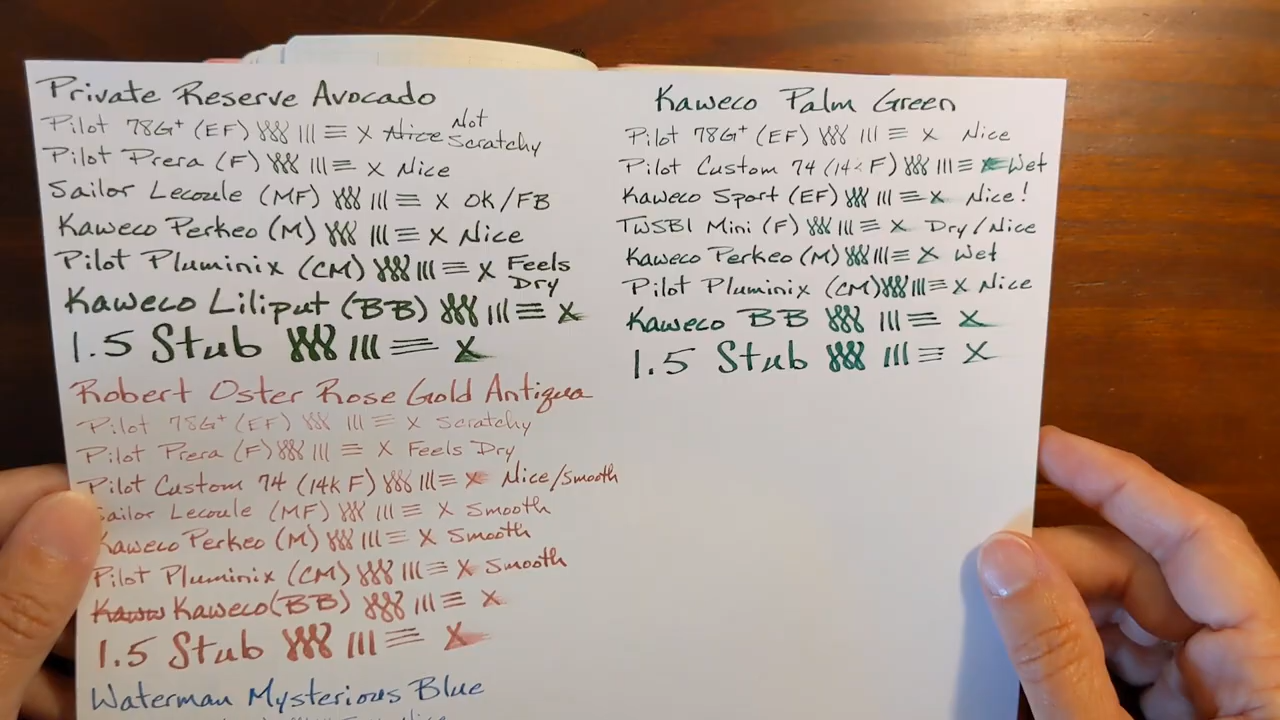 Private Reserve Avocado
Pilot 78G+ (EF) X Nice Not Scratchy
Pilot Prera (F) X Nice
Sailor Lecoule (MF) X OK/FB
Kaweco Perkeo (M) X Nice
Pilot Pluminix (CM) X Feels Dry
Kaweco Liliput (BB) X
1.5 Stub X
Robert Oster Rose Gold Antiqua
Pilot 78G+ (EF) X Scratchy
Pilot Prera (F) X Feels Dry
Pilot Custom 74 (14k F) X Nice/Smooth
Sailor Lecoule (MF) X Smooth
Kaweco Perkeo (M) X Smooth
Pilot Pluminix (CM) X Smooth
Kaww Kaweco (BB) X
1.5 Stub X
Waterman Mysterious Blue
Kaweco Palm Green
Pilot 78G+ (EF) X Nice
Pilot Custom 74 (14k F) X Wet
Kaweco Sport (EF) X Nice!
TWSBI Mini (F) X Dry/Nice
Kaweco Perkeo (M) X Wet
Pilot Pluminix (CM) X Nice
Kaweco BB X
1.5 Stub X